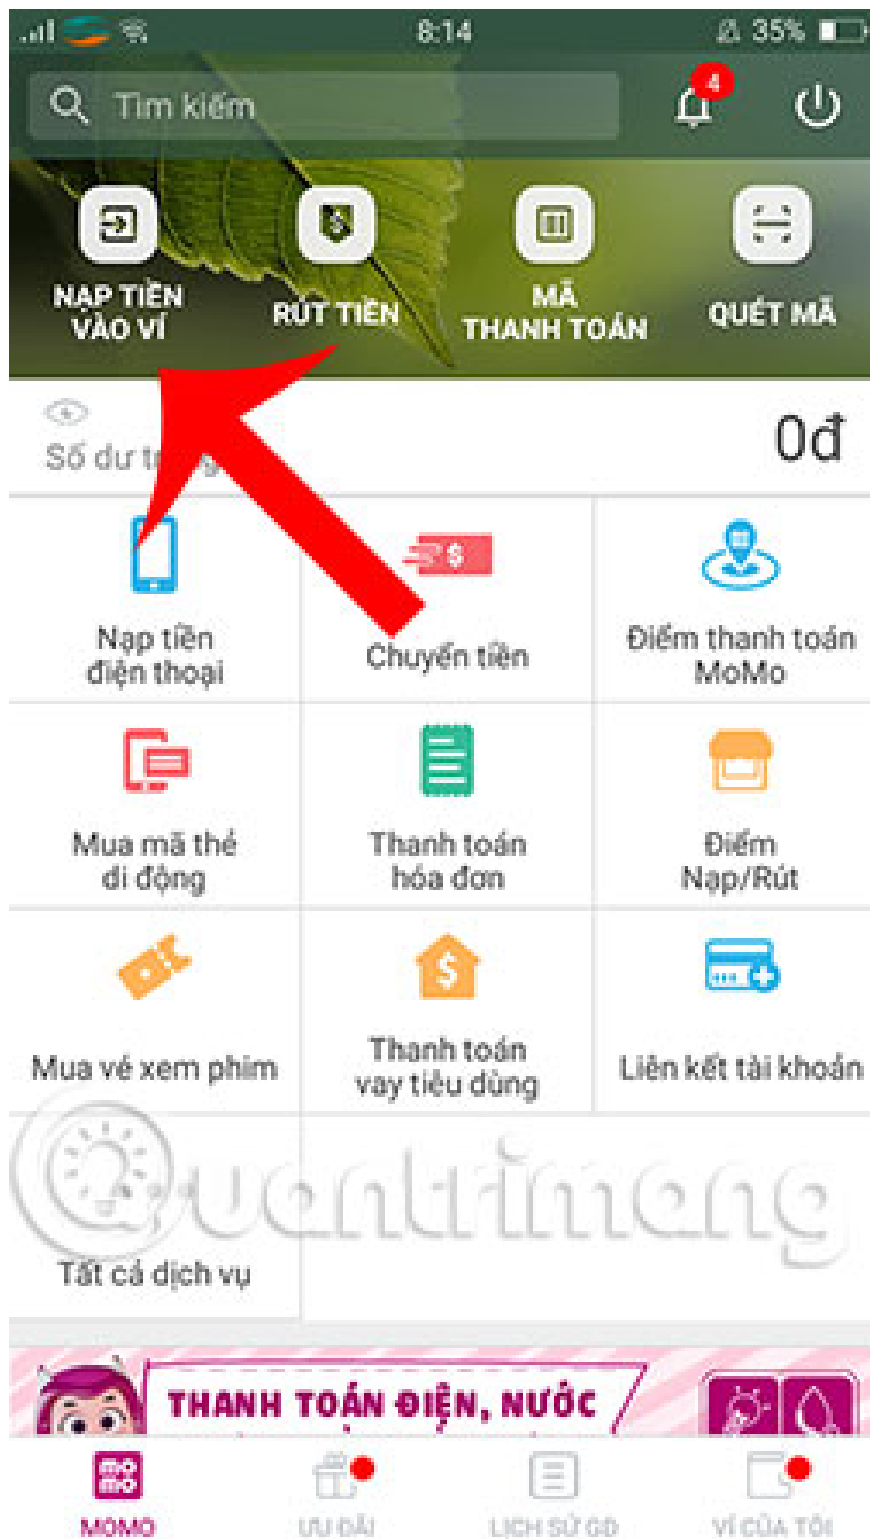 8:14
35%
Tìm kiếm
4
NẠP TIỀN
VÀO VÍ
RÚT TIỀN
MÃ
THANH TOÁN
QUÉT MÃ
Số dư
0đ
Nạp tiền
điện thoại
Chuyển tiền
Điểm thanh toán
MoMo
Mua mã thẻ
di động
Thanh toán
hóa đơn
Điểm
Nạp/Rút
Mua vé xem phim
Thanh toán
vay tiêu dùng
Liên kết tài khoản
Quantrimang
Tất cả dịch vụ
THANH TOÁN ĐIỆN, NƯỚC
mo
mo
MOMO
ƯU ĐÃI
LỊCH SỬ GD
VÍ CỦA TÔI